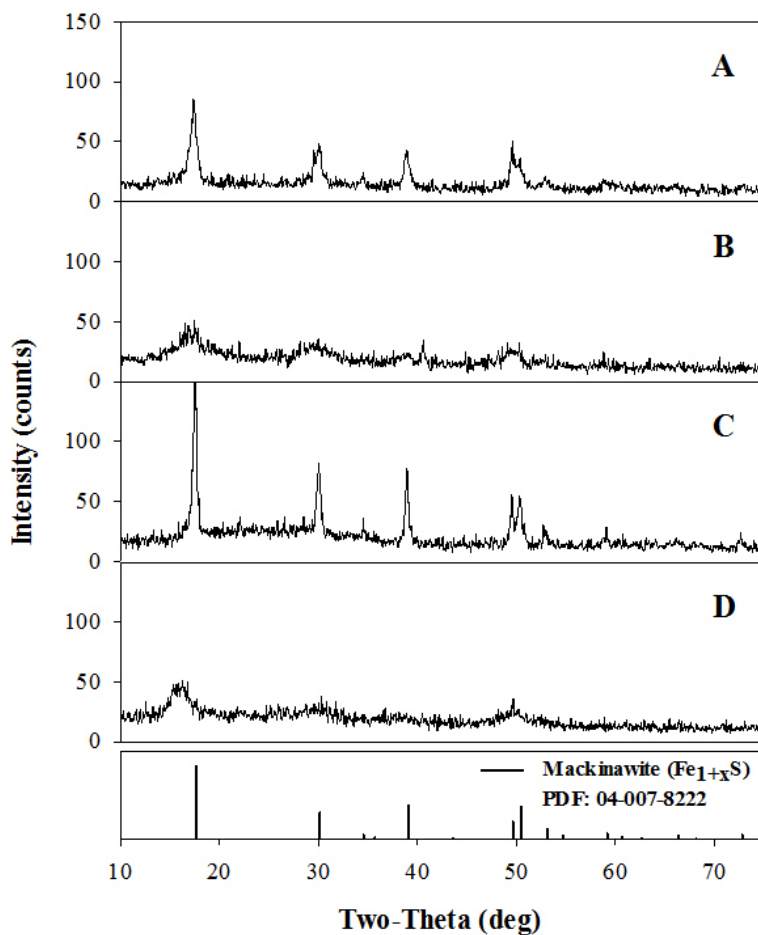 150
100
50
0
A
100
50
0
B
100
50
0
C
100
50
0
D
Intensity (counts)
Mackinawite (Fe1+xS)
PDF: 04-007-8222
10 20 30 40 50 60 70
Two-Theta (deg)